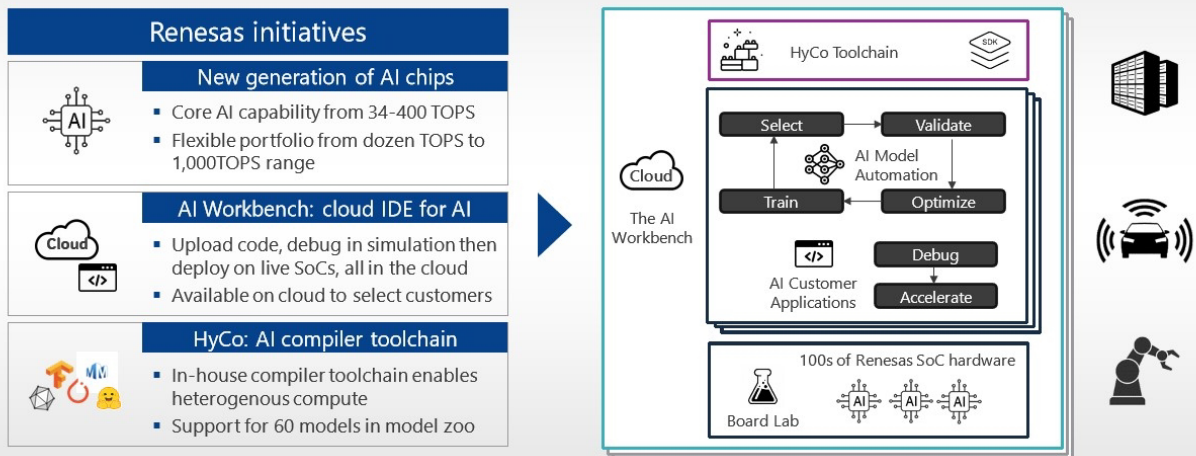 Renesas initiatives
New generation of AI chips
AI
▪ Core AI capability from 34-400 TOPS
▪ Flexible portfolio from dozen TOPS to
1,000TOPS range
AI Workbench: cloud IDE for AI
Cloud
</>
▪ Upload code, debug in simulation then
deploy on live SoCs, all in the cloud
▪ Available on cloud to select customers
HyCo: AI compiler toolchain
▪ In-house compiler toolchain enables
heterogenous compute
▪ Support for 60 models in model zoo
HyCo Toolchain
SDK
Cloud
The AI
Workbench
Select
Validate
AI Model
Automation
Train
Optimize
</>
AI Customer
Applications
Debug
Accelerate
100s of Renesas SoC hardware
Board Lab
AI
AI
AI